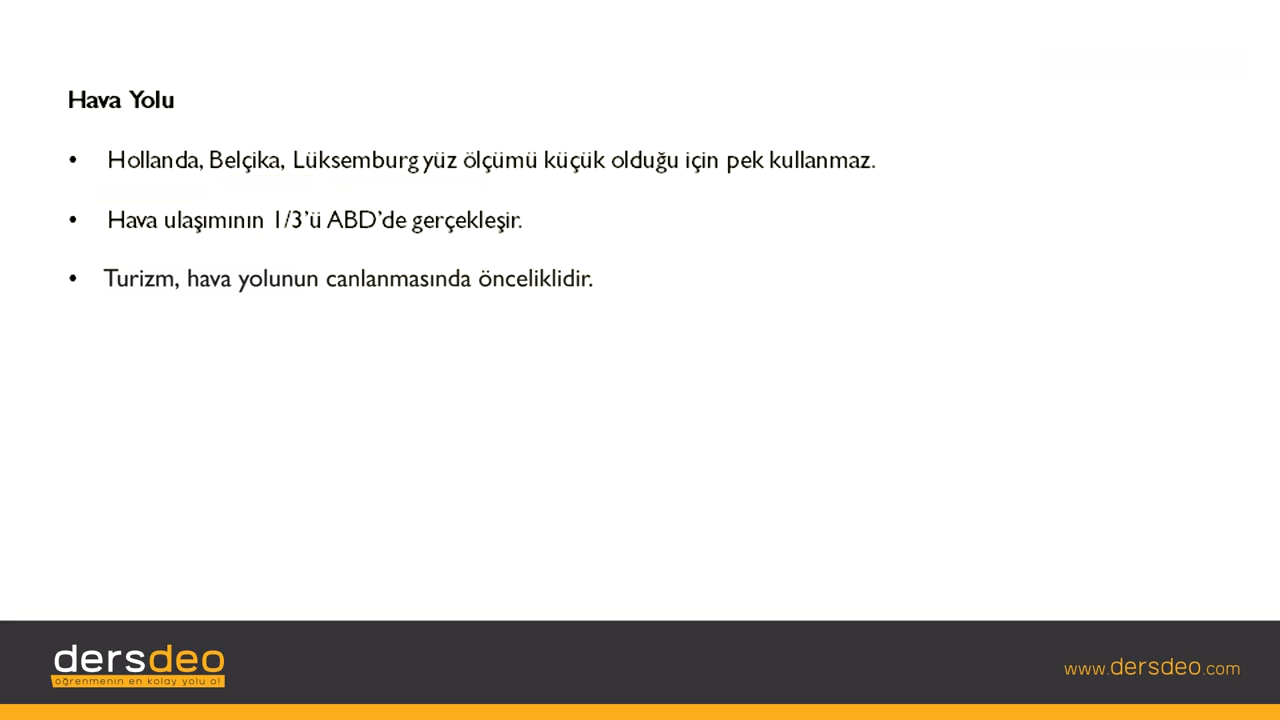 Hava Yolu
• Hollanda, Belçika, Lüksemburg yüz ölçümü küçük olduğu için pek kullanmaz.
• Hava ulaşımının 1/3'ü ABD'de gerçekleşir.
• Turizm, hava yolunun canlanmasında önceliklidir.
dersdeo
öğrenmenin en kolay yolu o!
www.dersdeo.com